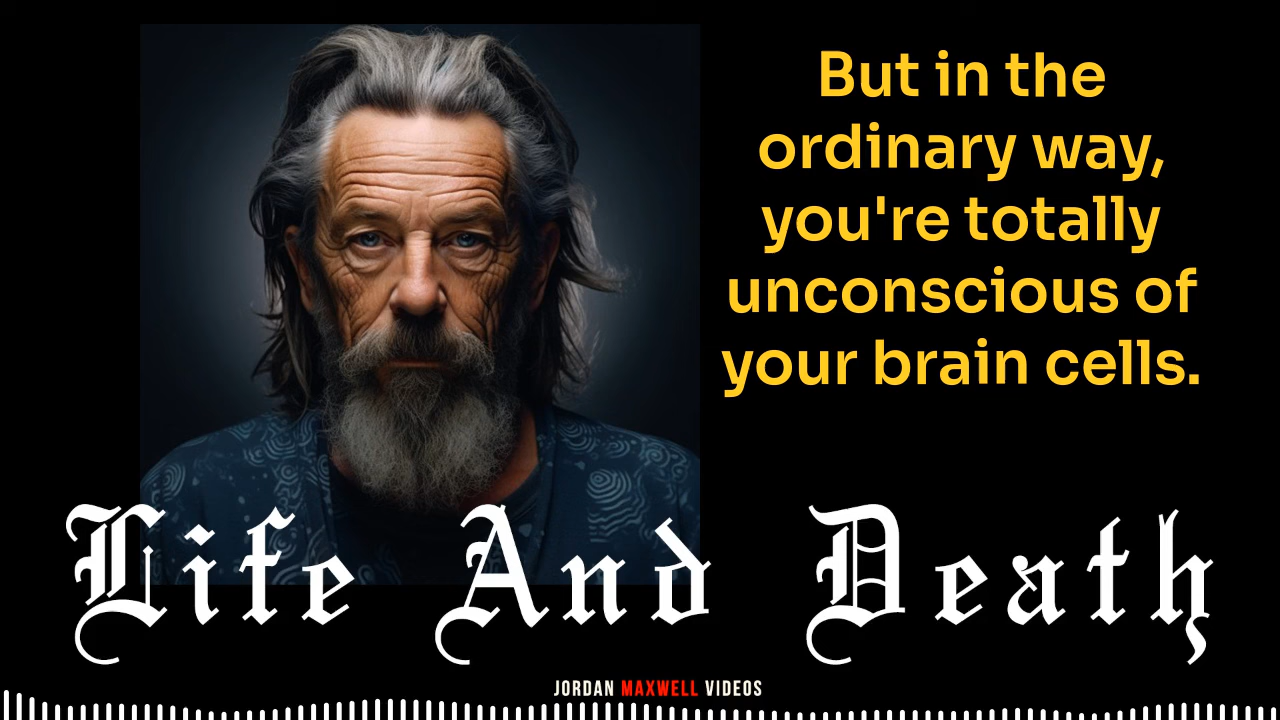 But in the
ordinary way,
you're totally
unconscious of
your brain cells.
Life And Death
JORDAN MAXWELL VIDEOS